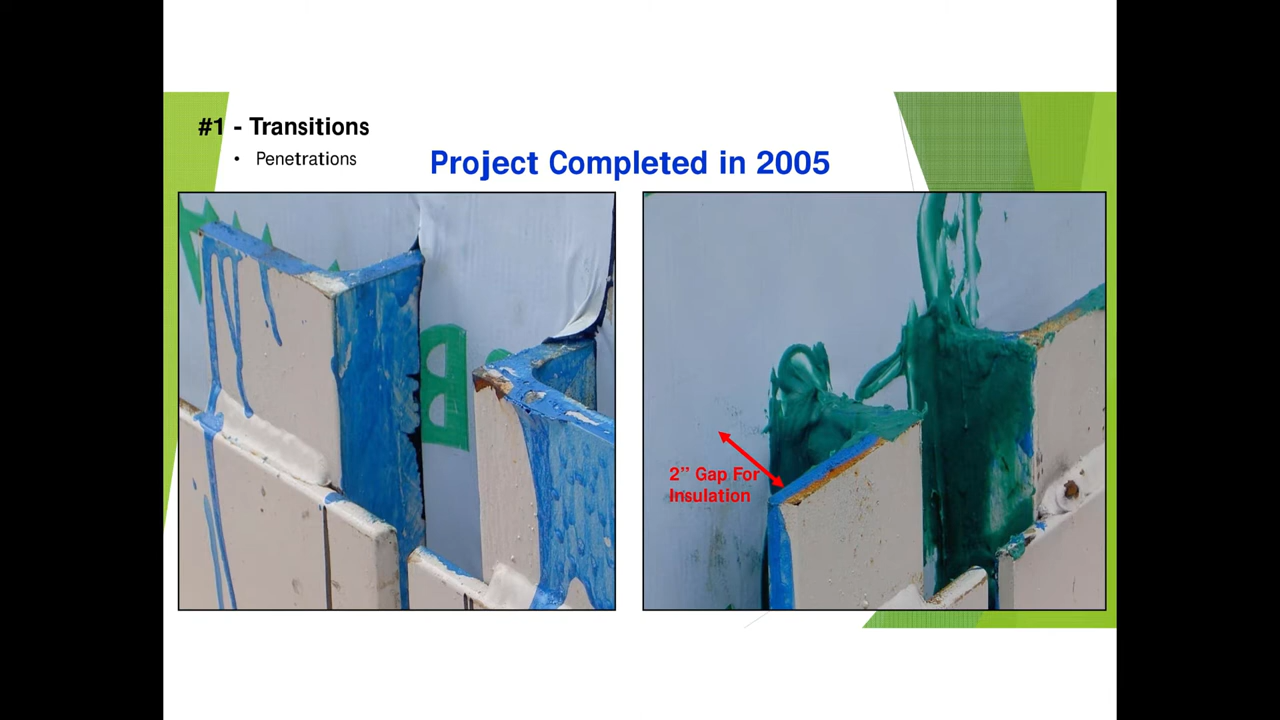 #1 - Transitions
• Penetrations
Project Completed in 2005
B
2” Gap For
Insulation